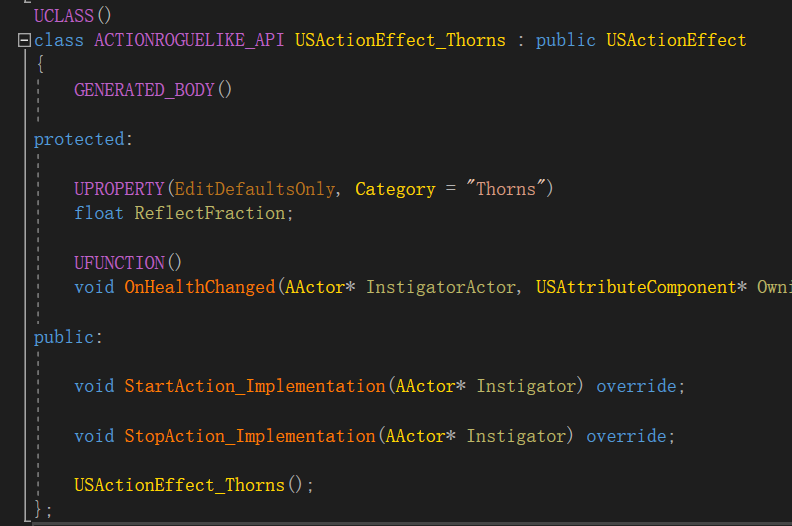 UCLASS()
class ACTIONROGUELIKE_API USActionEffect_Thorns : public USActionEffect
{
GENERATED_BODY()
protected:
UPROPERTY(EditDefaultsOnly, Category = "Thorns")
float ReflectFraction;
UFUNCTION()
void OnHealthChanged(AActor* InstigatorActor, USAttributeComponent* Owni
public:
void StartAction_Implementation(AActor* Instigator) override;
void StopAction_Implementation(AActor* Instigator) override;
USActionEffect_Thorns();
};